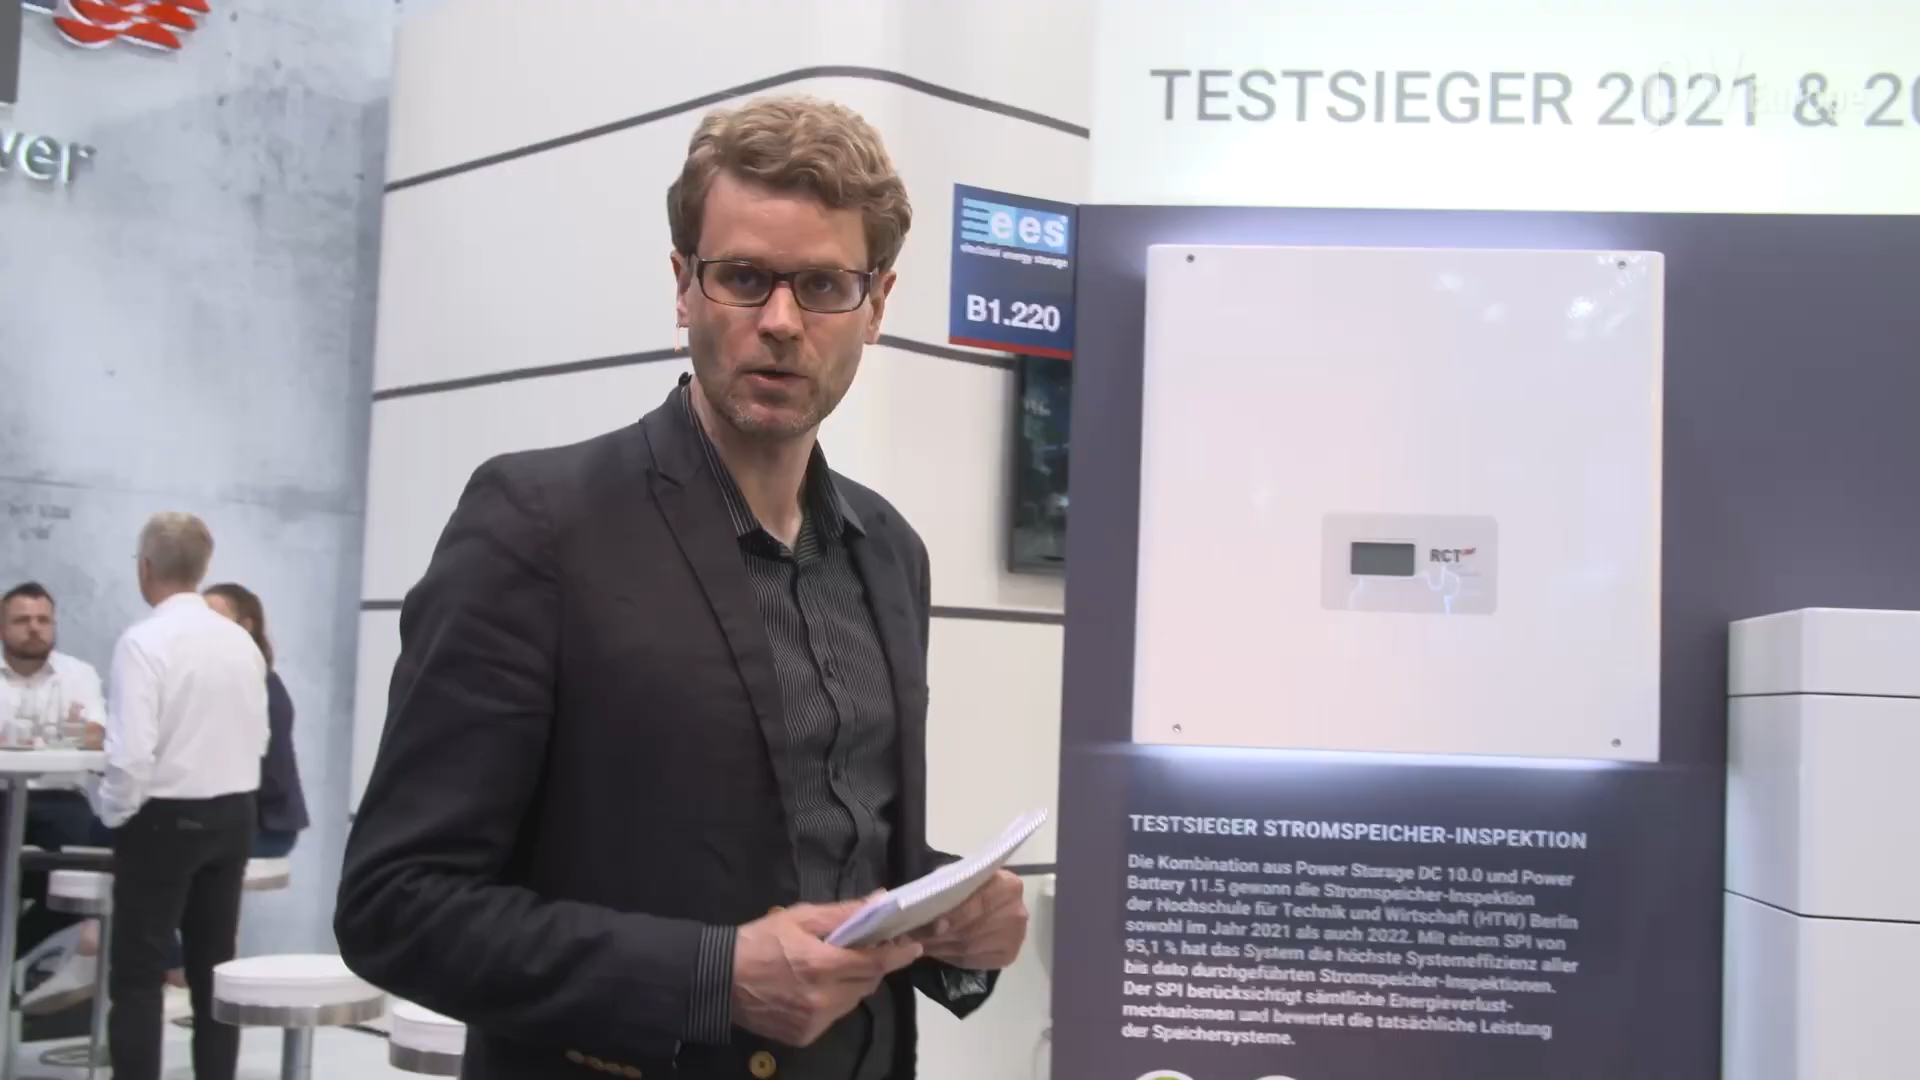 wer
TESTSIEGER 2021 & 20
ees
electrical energy storage
B1.220
RCT
TESTSIEGER STROMSPEICHER-INSPEKTION
Die Kombination aus Power Storage DC 10.0 und Power
Battery 11.5 gewonn die Stromspeicher-Inspektion
der Hochschule für Technik und Wirtschaft (HTW) Berlin
sowohl im Jahr 2021 als auch 2022. Mit einem SPI von
95,1 % hat das System die höchste Systemeffizienz aller
bis dato durchgeführten Stromspeicher-Inspektionen.
Der SPI berücksichtigt sämtliche Energieverlust-
mechanismen und bewertet die tatsächliche Leistung
der Speichersysteme.